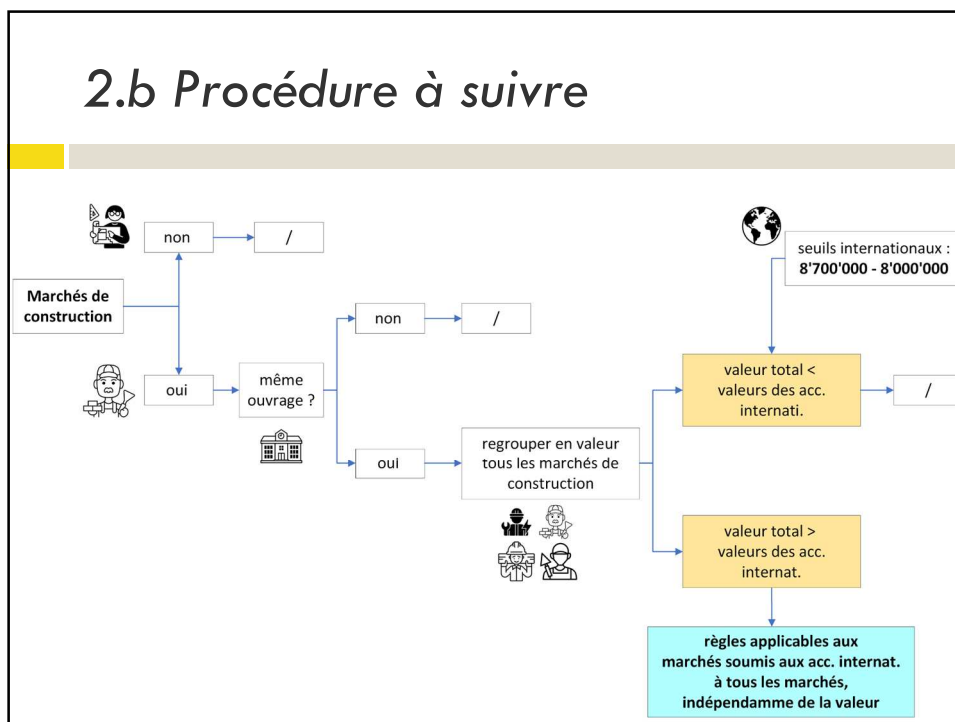 2.b Procédure à suivre
non
/
Marchés de
construction
oui
même
ouvrage ?
non
/
oui
regrouper en valeur
tous les marchés de
construction
seuils internationaux :
8'700'000 - 8'000'000
valeur total <
valeurs des acc.
internati.
/
valeur total >
valeurs des acc.
internat.
règles applicables aux
marchés soumis aux acc. internat.
à tous les marchés,
indépendamme de la valeur